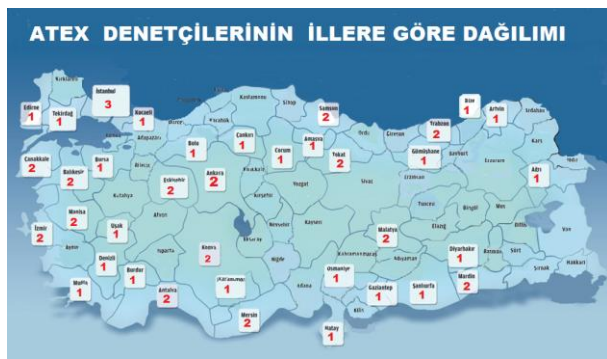 ATEX DENETÇİLERİNİN İLLERE GÖRE DAĞILIMI
İstanbul
3
Edirne
1
Tekirdağ
1
Kocaeli
1
Samsun
2
Rize
1
Artvin
1
Trabzon
2
Gümüşhane
1
Bolu
1
Çankırı
1
Çorum
1
Amasya
1
Tokat
2
Ağrı
1
Çanakkale
2
Balıkesir
2
Bursa
1
Eskişehir
2
Ankara
2
Manisa
2
İzmir
2
Uşak
1
Denizli
1
Burdur
1
Muğla
1
Antalya
2
Konya
2
Karaman
1
Mersin
2
Malatya
2
Osmaniye
1
Gaziantep
1
Şanlıurfa
1
Diyarbakır
1
Mardin
2
Hatay
1
Kastamonu
Sinop
Ordu
Giresun
Bayburt
Erzurum
Kars
Ardahan
Yozgat
Sivas
Erzincan
Tunceli
Bingöl
Muş
Bitlis
Van
Elazığ
Kırşehir
Nevşehir
Kayseri
Niğde
Aksaray
Kahramanmaraş
Adıyaman
Batman
Siirt
Şırnak
Hakkari
Adana
Kilis
Kütahya
Afyon
Isparta
Aydın
Bilecik
Adapazarı
Karabük